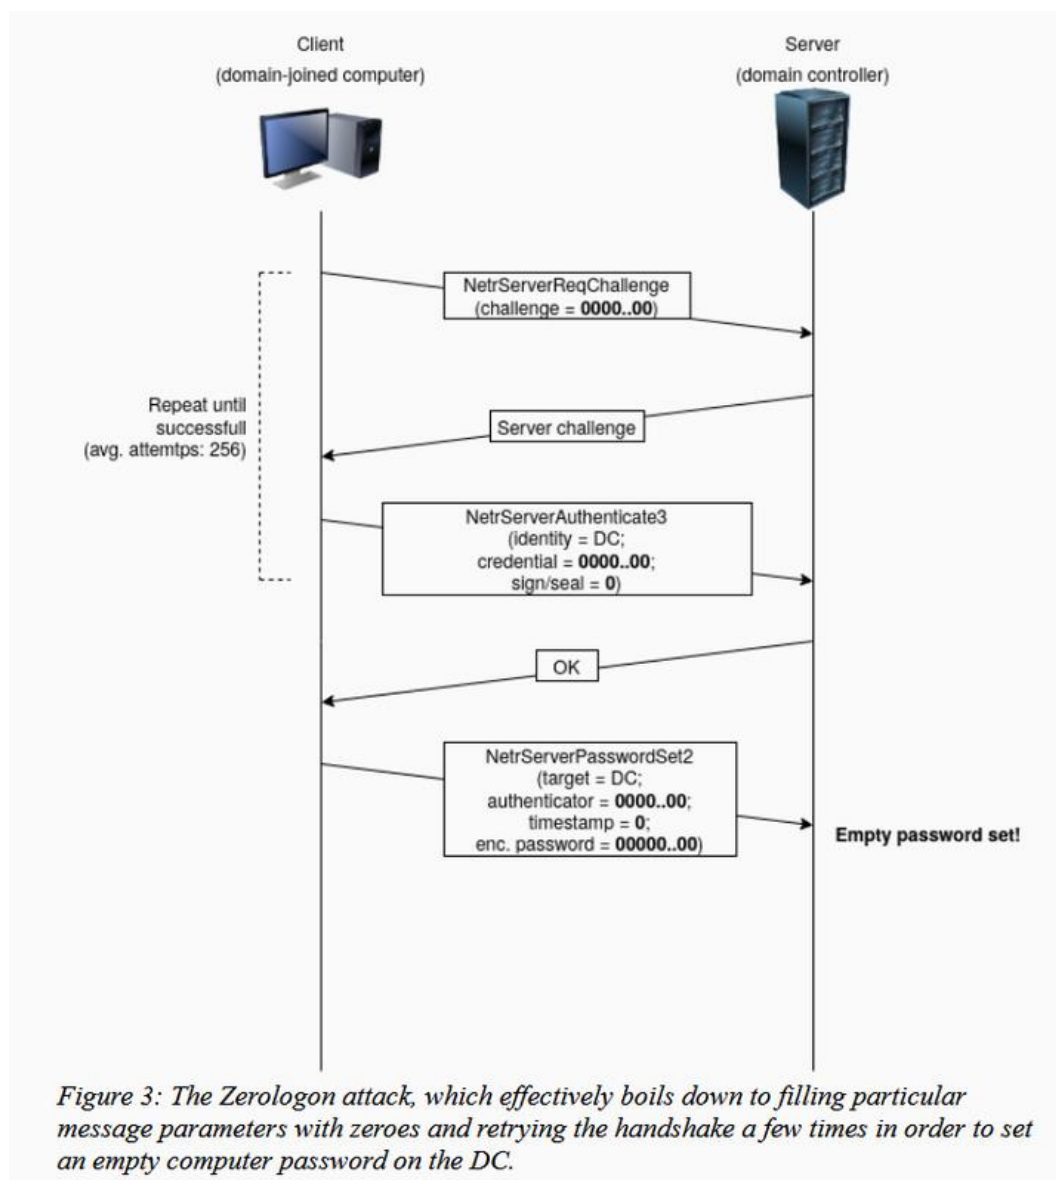 Client
(domain-joined computer)
Server
(domain controller)
NetrServerReqChallenge
(challenge = 0000..00)
Server challenge
Repeat until
successfull
(avg. attemtps: 256)
NetrServerAuthenticate3
(identity = DC;
credential = 0000..00;
sign/seal = 0)
OK
NetrServerPasswordSet2
(target = DC;
authenticator = 0000..00;
timestamp = 0;
enc. password = 00000..00)
Empty password set!
Figure 3: The Zerologon attack, which effectively boils down to filling particular
message parameters with zeroes and retrying the handshake a few times in order to set
an empty computer password on the DC.